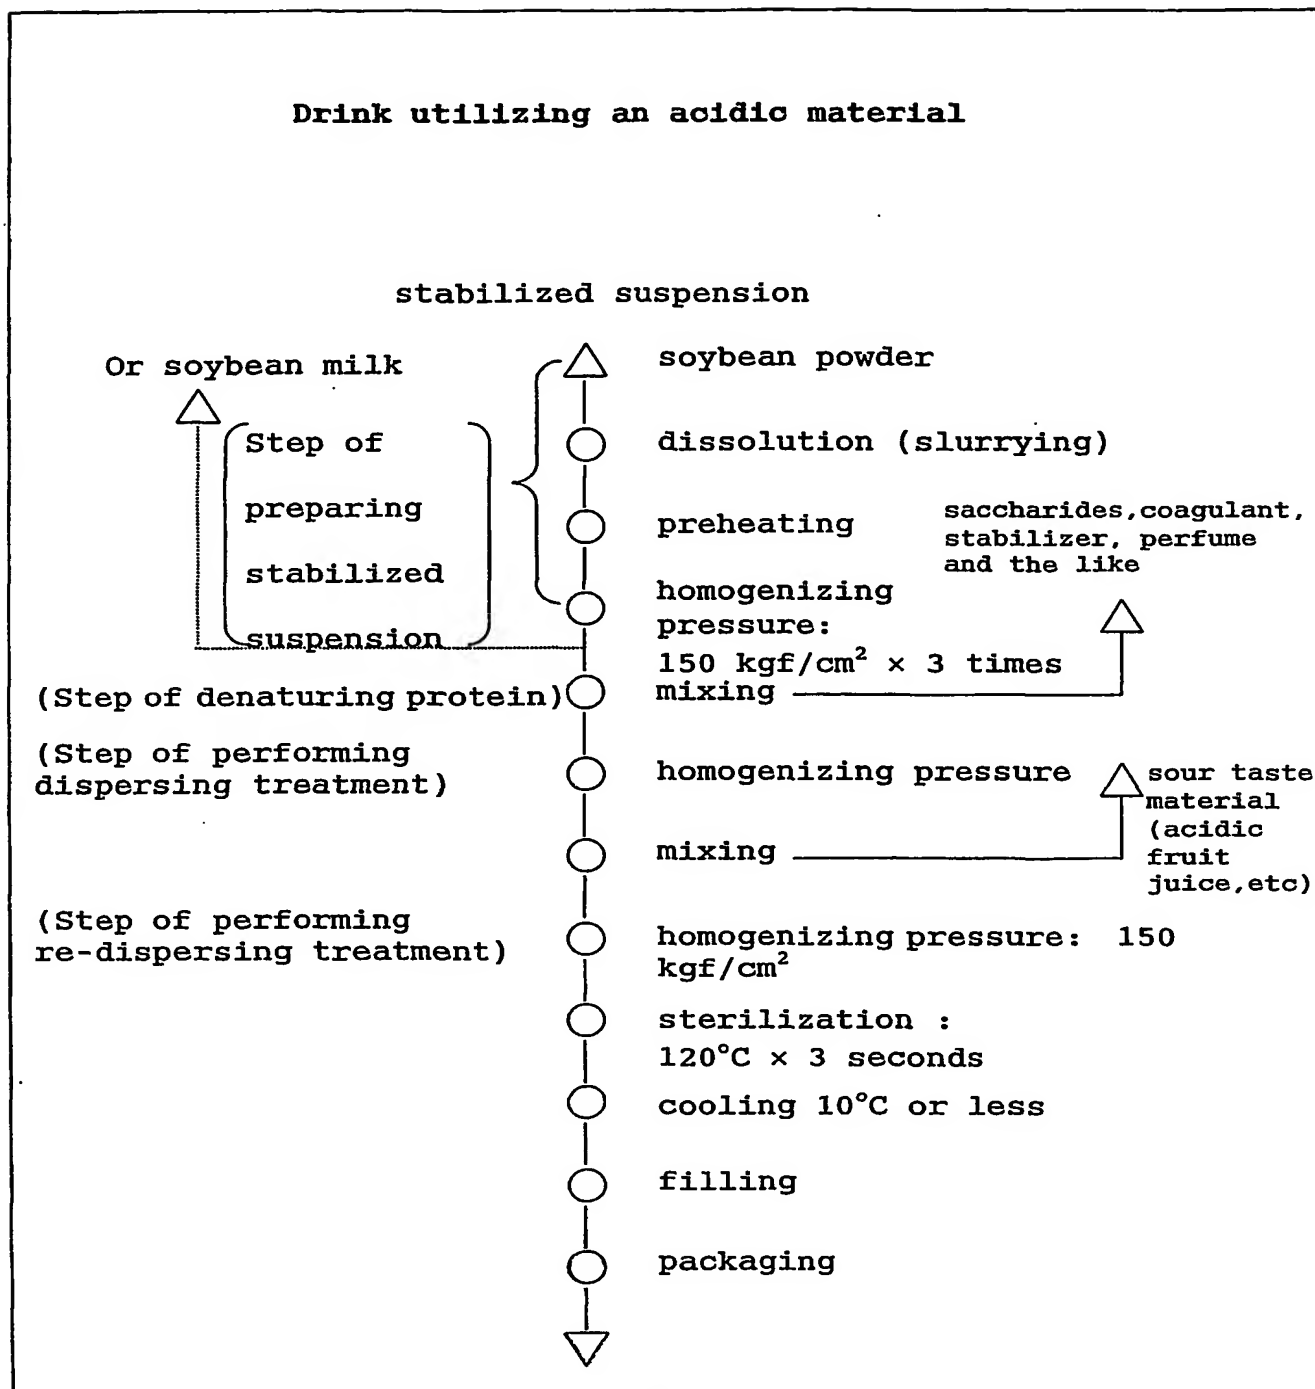 Drink utilizing an acidic material
stabilized suspension
Or soybean milk
soybean powder
Step of
preparing
stabilized
suspension
dissolution (slurrying)
preheating
saccharides,coagulant,
stabilizer, perfume
and the like
homogenizing
pressure:
150 kgf/cm² × 3 times
(Step of denaturing protein)
mixing
(Step of performing
dispersing treatment)
homogenizing pressure
sour taste
material
(acidic
fruit
juice,etc)
mixing
(Step of performing
re-dispersing treatment)
homogenizing pressure: 150
kgf/cm²
sterilization :
120°C × 3 seconds
cooling 10°C or less
filling
packaging